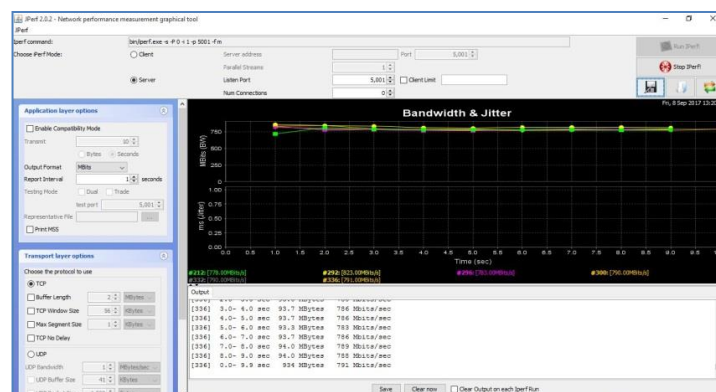 JPerf 2.0.2 - Network performance measurement graphical tool
JPerf
Iperf command: bin/iperf.exe -s -P 0 -i 1 -p 5001 -f m
Choose iPerf Mode: Client Server address Port 5,001
Parallel Streams 1
Server Listen Port 5,001 Client Limit
Num Connections 0
Run IPerf!
Stop IPerf!
Application layer options
Enable Compatibility Mode
Transmit 10
Bytes Seconds
Output Format MBits
Report Interval 1 seconds
Testing Mode Dual Trade
test port 5,001
Representative File ...
Print MSS
Transport layer options
Choose the protocol to use
TCP
Buffer Length 2 MBytes
TCP Window Size 56 KBytes
Max Segment Size 1 KBytes
TCP No Delay
UDP
UDP Bandwidth 1 MBytes/sec
UDP Buffer Size 41 KBytes
Fri, 8 Sep 2017 13:20
Bandwidth & Jitter
MBits (BW)
750
500
250
0
ms (Jitter)
1.00
0.75
0.50
0.25
0.00
0.0 0.5 1.0 1.5 2.0 2.5 3.0 3.5 4.0 4.5 5.0 5.5 6.0 6.5 7.0 7.5 8.0 8.5 9.0 9.5
Time (sec)
#212: [778.00MBits/s] #292: [823.00MBits/s] #300: [790.00MBits/s]
#336: [791.00MBits/s]
Output
[336] 3.0- 4.0 sec 93.7 MBytes 786 Mbits/sec
[336] 4.0- 5.0 sec 93.7 MBytes 786 Mbits/sec
[336] 5.0- 6.0 sec 93.3 MBytes 783 Mbits/sec
[336] 6.0- 7.0 sec 93.7 MBytes 786 Mbits/sec
[336] 7.0- 8.0 sec 94.0 MBytes 789 Mbits/sec
[336] 8.0- 9.0 sec 94.0 MBytes 788 Mbits/sec
[336] 0.0- 9.9 sec 934 MBytes 791 Mbits/sec
Save Clear now Clear Output on each Iperf Run